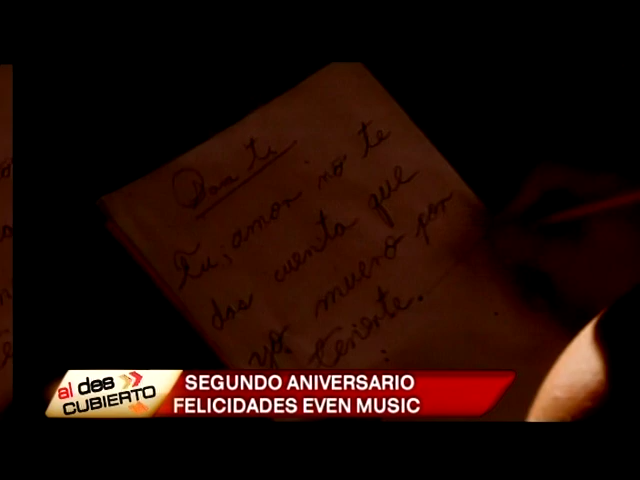 Por ti
Tu, amor no te
das cuenta que
yo muero por
tenerte.
al des
CUBIERTO
SEGUNDO ANIVERSARIO
FELICIDADES EVEN MUSIC